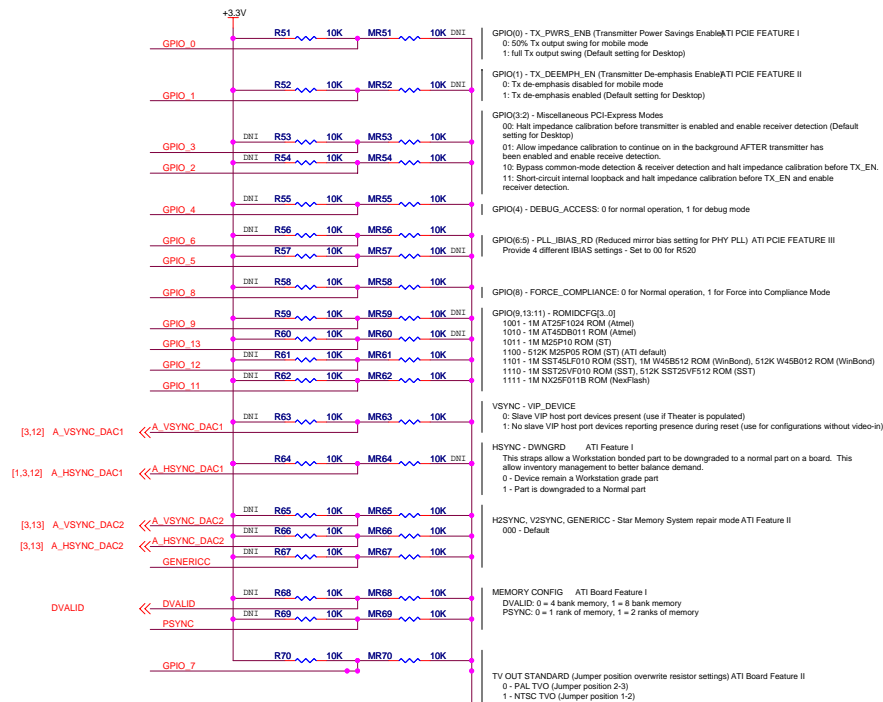 +3.3V
R51 10K MR51 10K DNI
GPIO_0
GPIO(0) - TX_PWRS_ENB (Transmitter Power Savings Enable) ATI PCIE FEATURE I
0: 50% Tx output swing for mobile mode
1: full Tx output swing (Default setting for Desktop)
R52 10K MR52 10K DNI
GPIO_1
GPIO(1) - TX_DEEMPH_EN (Transmitter De-emphasis Enable) ATI PCIE FEATURE II
0: Tx de-emphasis disabled for mobile mode
1: Tx de-emphasis enabled (Default setting for Desktop)
DNI R53 10K MR53 10K
GPIO_3
DNI R54 10K MR54 10K
GPIO_2
GPIO(3:2) - Miscellaneous PCI-Express Modes
00: Halt impedance calibration before transmitter is enabled and enable receiver detection (Default
setting for Desktop)
01: Allow impedance calibration to continue on in the background AFTER transmitter has
been enabled and enable receive detection.
10: Bypass common-mode detection & receiver detection and halt impedance calibration before TX_EN.
11: Short-circuit internal loopback and halt impedance calibration before TX_EN and enable
receiver detection.
DNI R55 10K MR55 10K
GPIO_4
GPIO(4) - DEBUG_ACCESS: 0 for normal operation, 1 for debug mode
DNI R56 10K MR56 10K
GPIO_6
R57 10K MR57 10K DNI
GPIO_5
GPIO(6:5) - PLL_IBIAS_RD (Reduced mirror bias setting for PHY PLL) ATI PCIE FEATURE III
Provide 4 different IBIAS settings - Set to 00 for R520
DNI R58 10K MR58 10K
GPIO_8
GPIO(8) - FORCE_COMPLIANCE: 0 for Normal operation, 1 for Force into Compliance Mode
R59 10K MR59 10K DNI
GPIO_9
R60 10K MR60 10K DNI
GPIO_13
DNI R61 10K MR61 10K
GPIO_12
DNI R62 10K MR62 10K
GPIO_11
GPIO(9,13:11) - ROMIDCFG[3..0]
1001 - 1M AT25F1024 ROM (Atmel)
1010 - 1M AT45DB011 ROM (Atmel)
1011 - 1M M25P10 ROM (ST)
1100 - 512K M25P05 ROM (ST) (ATI default)
1101 - 1M SST45LF010 ROM (SST), 1M W45B512 ROM (WinBond), 512K W45B012 ROM (WinBond)
1110 - 1M SST25VF010 ROM (SST), 512K SST25VF512 ROM (SST)
1111 - 1M NX25F011B ROM (NexFlash)
DNI R63 10K MR63 10K
[3,12] A_VSYNC_DAC1 A_VSYNC_DAC1
VSYNC - VIP_DEVICE
0: Slave VIP host port devices present (use if Theater is populated)
1: No slave VIP host port devices reporting presence during reset (use for configurations without video-in)
R64 10K MR64 10K DNI
[1,3,12] A_HSYNC_DAC1 A_HSYNC_DAC1
HSYNC - DWNGRD ATI Feature I
This straps allow a Workstation bonded part to be downgraded to a normal part on a board. This
allow inventory management to better balance demand.
0 - Device remain a Workstation grade part
1 - Part is downgraded to a Normal part
DNI R65 10K MR65 10K
[3,13] A_VSYNC_DAC2 A_VSYNC_DAC2
DNI R66 10K MR66 10K
[3,13] A_HSYNC_DAC2 A_HSYNC_DAC2
DNI R67 10K MR67 10K
GENERICC
H2SYNC, V2SYNC, GENERICC - Star Memory System repair mode ATI Feature II
000 - Default
DNI R68 10K MR68 10K
DVALID DVALID
DNI R69 10K MR69 10K
PSYNC
MEMORY CONFIG ATI Board Feature I
DVALID: 0 = 4 bank memory, 1 = 8 bank memory
PSYNC: 0 = 1 rank of memory, 1 = 2 ranks of memory
R70 10K MR70 10K
GPIO_7
TV OUT STANDARD (Jumper position overwrite resistor settings) ATI Board Feature II
0 - PAL TVO (Jumper position 2-3)
1 - NTSC TVO (Jumper position 1-2)